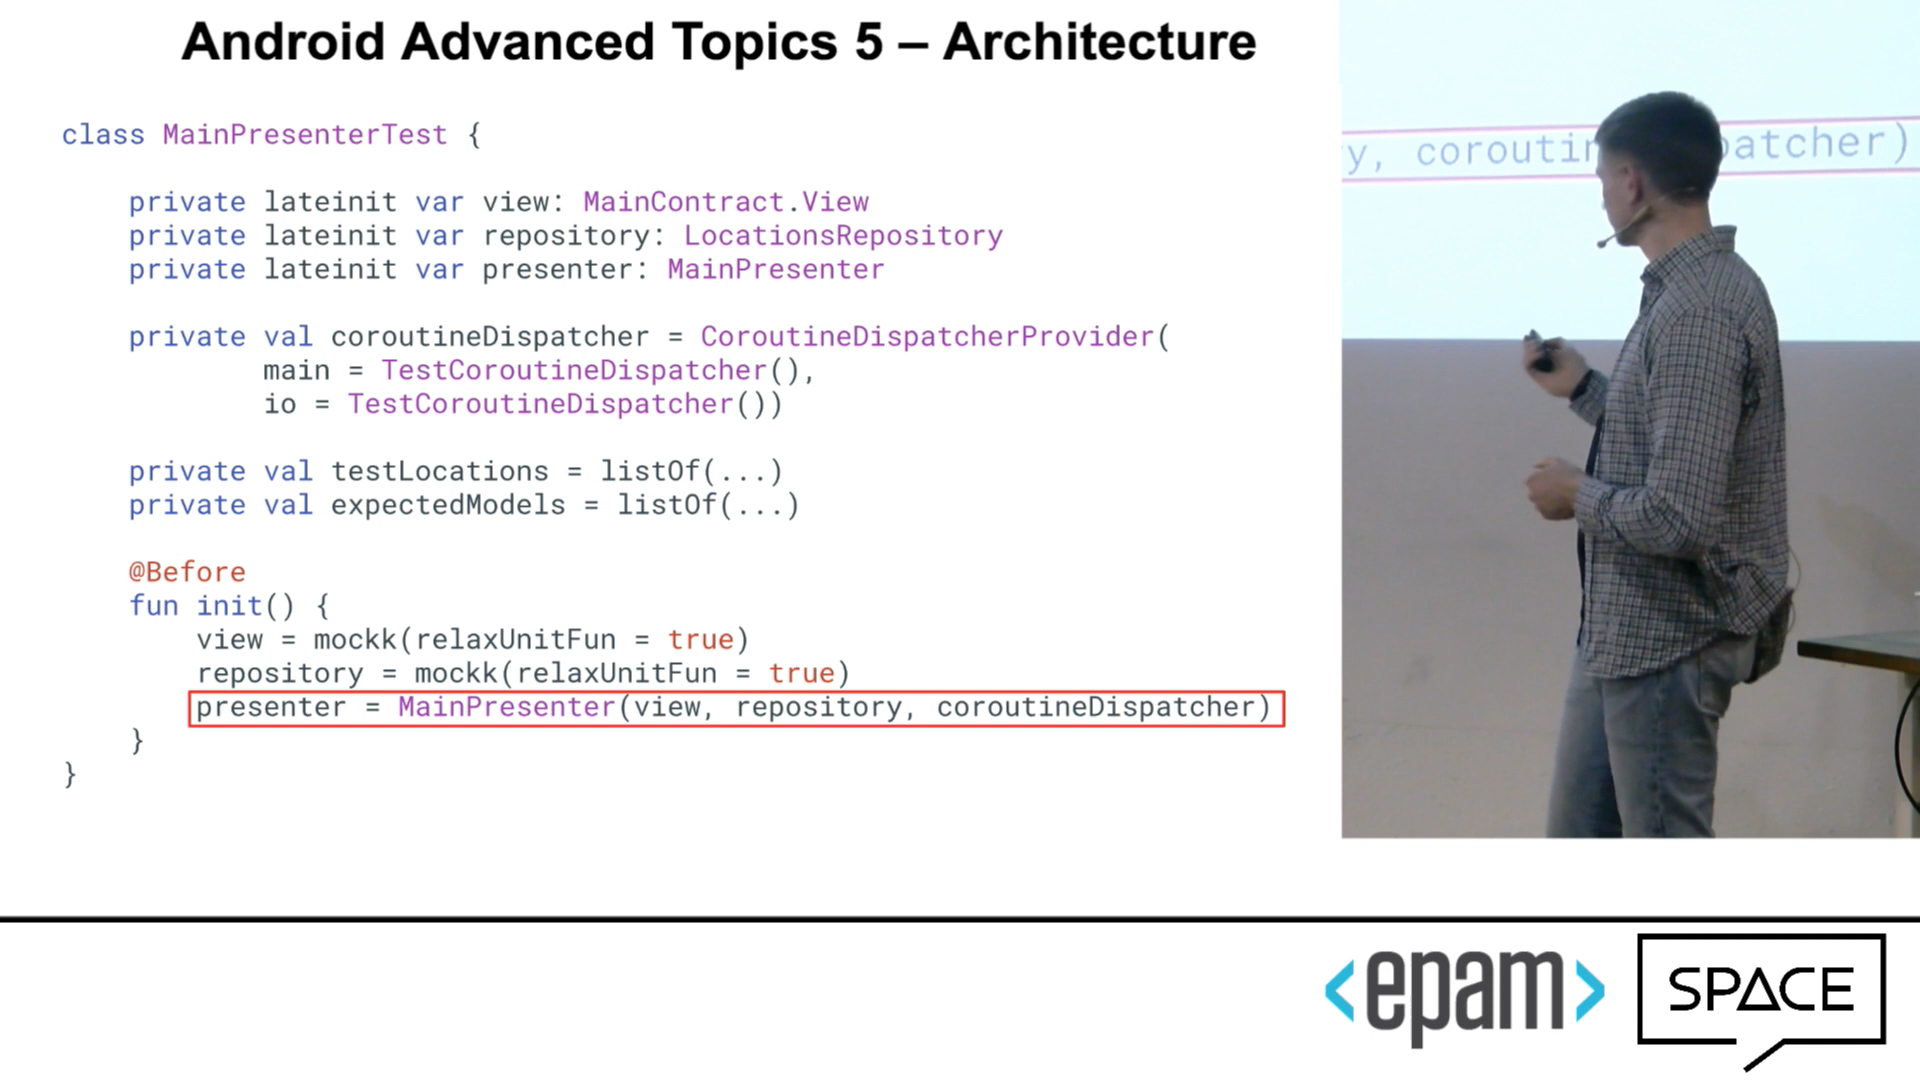 Android Advanced Topics 5 – Architecture
class MainPresenterTest {
private lateinit var view: MainContract.View
private lateinit var repository: LocationsRepository
private lateinit var presenter: MainPresenter
private val coroutineDispatcher = CoroutineDispatcherProvider(
main = TestCoroutineDispatcher(),
io = TestCoroutineDispatcher())
private val testLocations = listOf(...)
private val expectedModels = listOf(...)
@Before
fun init() {
view = mockk(relaxUnitFun = true)
repository = mockk(relaxUnitFun = true)
presenter = MainPresenter(view, repository, coroutineDispatcher)
}
}
y, coroutin patcher)
<epam>
SPACE